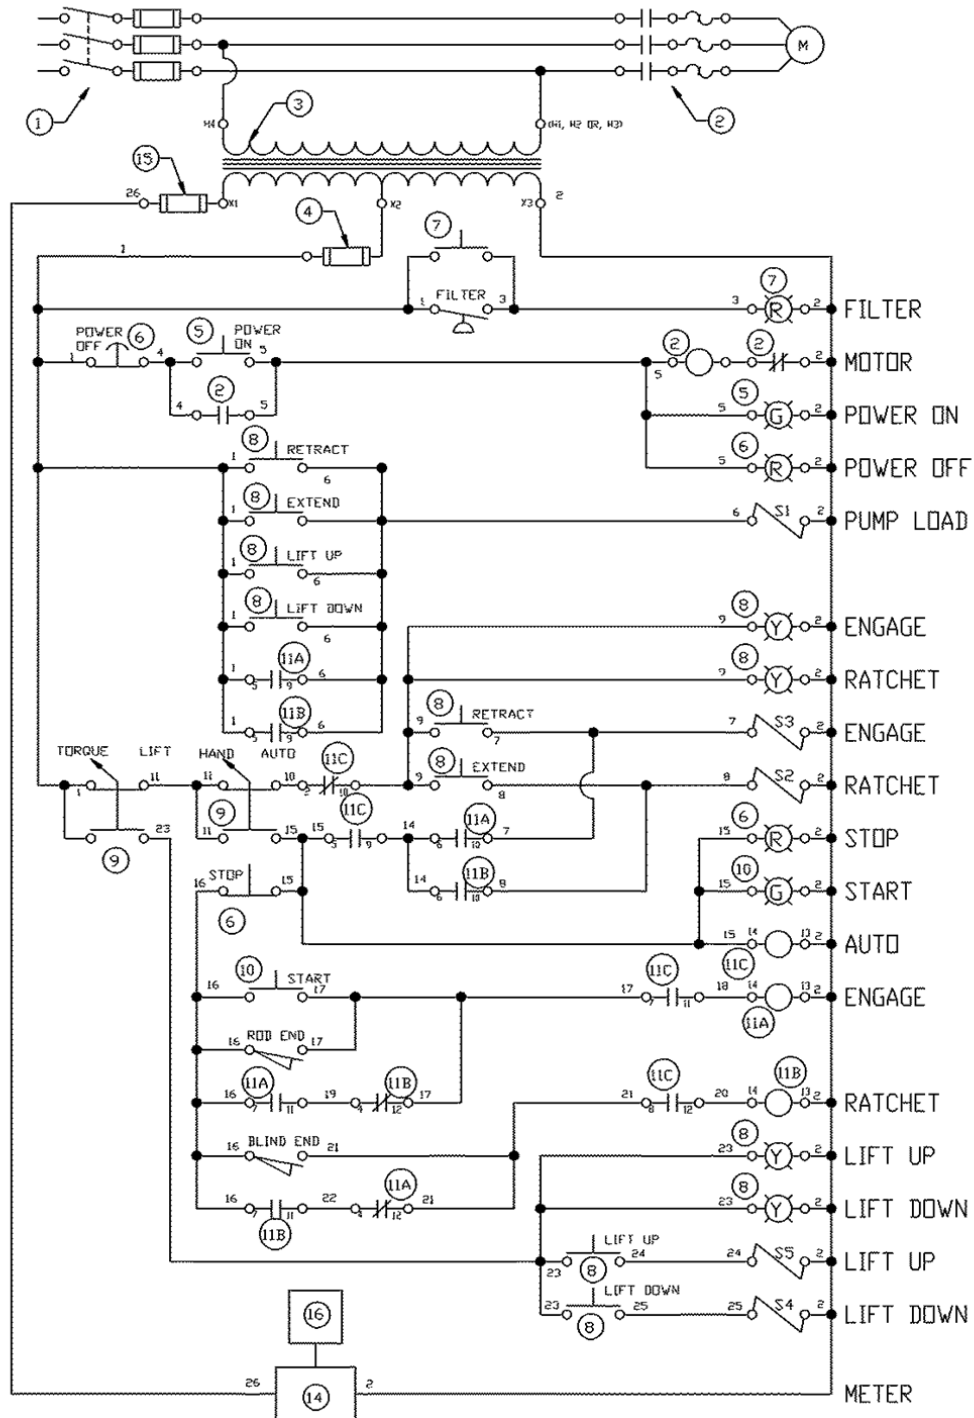 1 2 M
3 H4 (H1, H2 OR, H3)
15 26 X1 X2 X3 2
4 7
1
1 FILTER 3 7 3 R 2 FILTER
POWER OFF 6 5 POWER ON
1 4 5 2 5 2 2 MOTOR
2 4 5 5 5 G 2 POWER ON
8 1 RETRACT 6 6 5 R 2 POWER OFF
8 1 EXTEND 6 S1 2 PUMP LOAD
8 1 LIFT UP 6
8 1 LIFT DOWN 6 8 9 Y 2 ENGAGE
11A 1 5 9 6 8 9 Y 2 RATCHET
11B 1 5 9 6 8 9 RETRACT 7 7 S3 2 ENGAGE
TORQUE LIFT HAND AUTO 11C
1 11 11 10 2 10 9 8 EXTEND 8 8 S2 2 RATCHET
9 23 9 11 15 15 11C 5 9 14 11A 6 10 7 6 15 R 2 STOP
STOP 16 15 6 14 11B 6 10 8 10 15 G 2 START
15 14 13 2 11C AUTO
10 16 START 17 17 11C 7 11 18 14 13 2 11A ENGAGE
16 ROD END 17
11A 16 7 11 19 4 11B 12 17 21 11C 8 12 20 14 11B 13 2 RATCHET
16 BLIND END 21 8 23 Y 2 LIFT UP
16 7 11 11B 22 4 11A 12 21 8 23 Y 2 LIFT DOWN
23 LIFT UP 8 24 24 S5 2 LIFT UP
23 LIFT DOWN 8 25 25 S4 2 LIFT DOWN
16
26 14 2 METER